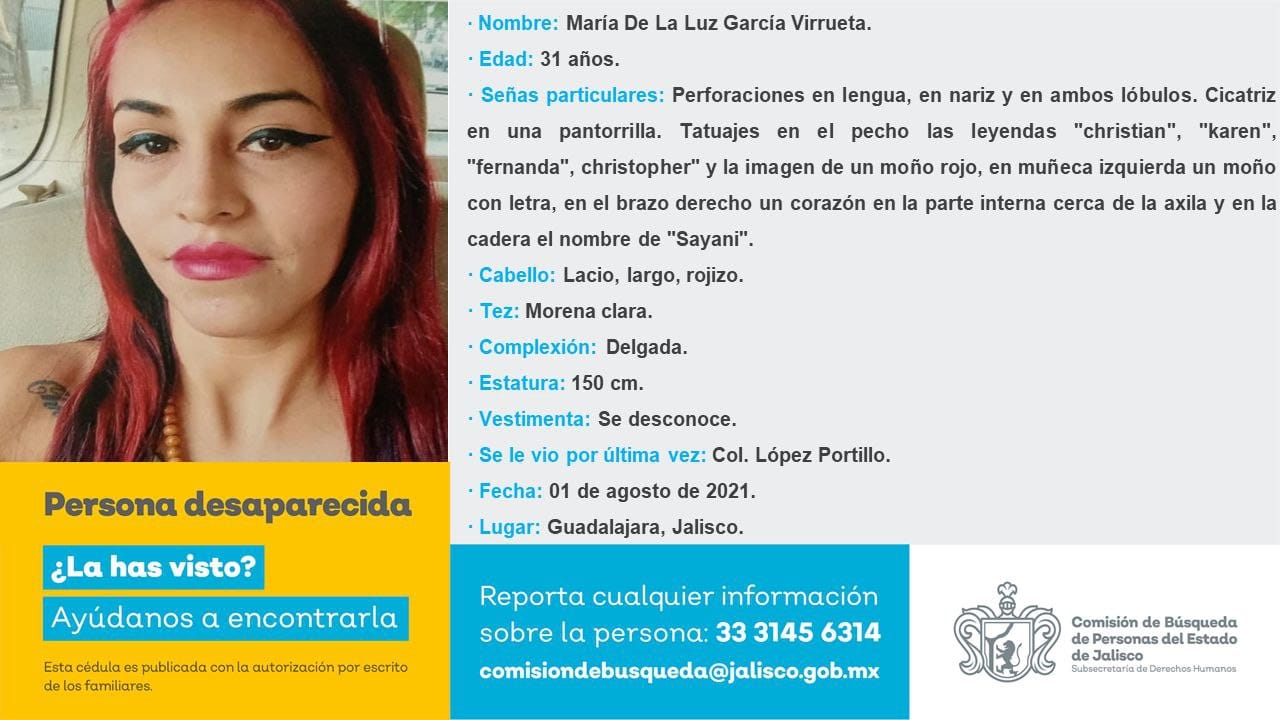 · Nombre: María De La Luz García Virrueta.
· Edad: 31 años.
· Señas particulares: Perforaciones en lengua, en nariz y en ambos lóbulos. Cicatriz
en una pantorrilla. Tatuajes en el pecho las leyendas "christian", "karen",
"fernanda", christopher" y la imagen de un moño rojo, en muñeca izquierda un moño
con letra, en el brazo derecho un corazón en la parte interna cerca de la axila y en la
cadera el nombre de "Sayani".
· Cabello: Lacio, largo, rojizo.
· Tez: Morena clara.
· Complexión: Delgada.
· Estatura: 150 cm.
· Vestimenta: Se desconoce.
· Se le vio por última vez: Col. López Portillo.
· Fecha: 01 de agosto de 2021.
· Lugar: Guadalajara, Jalisco.
Persona desaparecida
¿La has visto?
Ayúdanos a encontrarla
Esta cédula es publicada con la autorización por escrito
de los familiares.
Reporta cualquier información
sobre la persona: 33 3145 6314
comisiondebusqueda@jalisco.gob.mx
Comisión de Búsqueda
de Personas del Estado
de Jalisco
Subsecretaría de Derechos Humanos